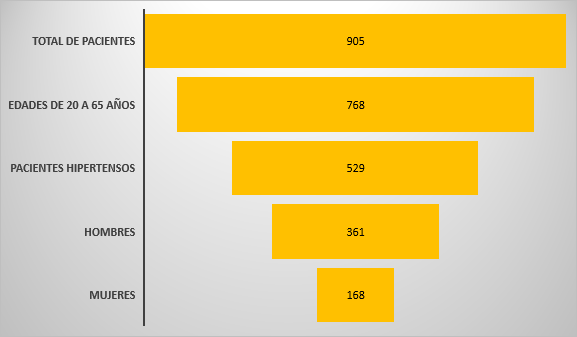 TOTAL DE PACIENTES 905
EDADES DE 20 A 65 AÑOS 768
PACIENTES HIPERTENSOS 529
HOMBRES 361
MUJERES 168